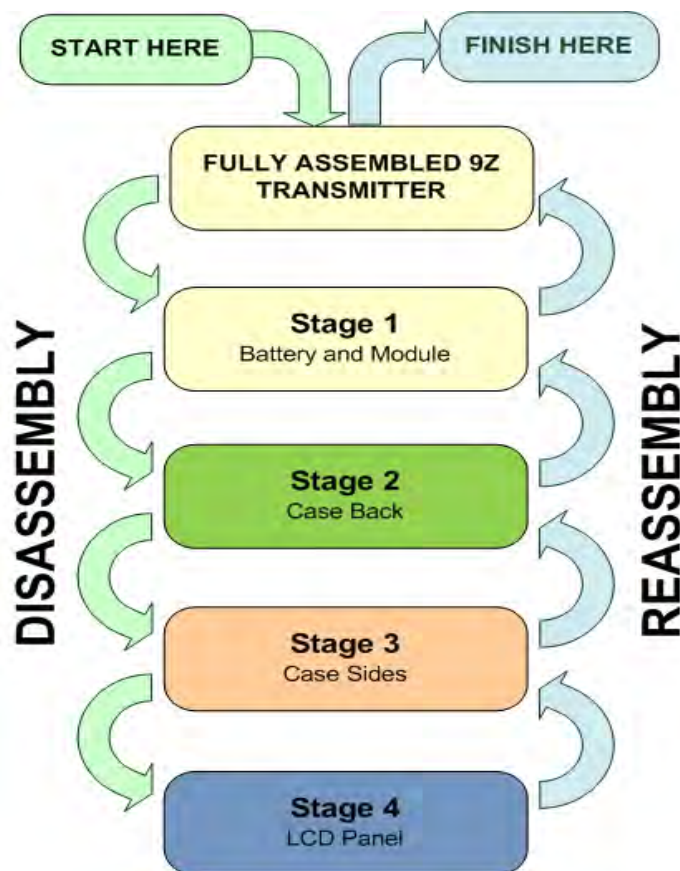 START HERE
FINISH HERE
FULLY ASSEMBLED 9Z
TRANSMITTER
DISASSEMBLY
REASSEMBLY
Stage 1
Battery and Module
Stage 2
Case Back
Stage 3
Case Sides
Stage 4
LCD Panel